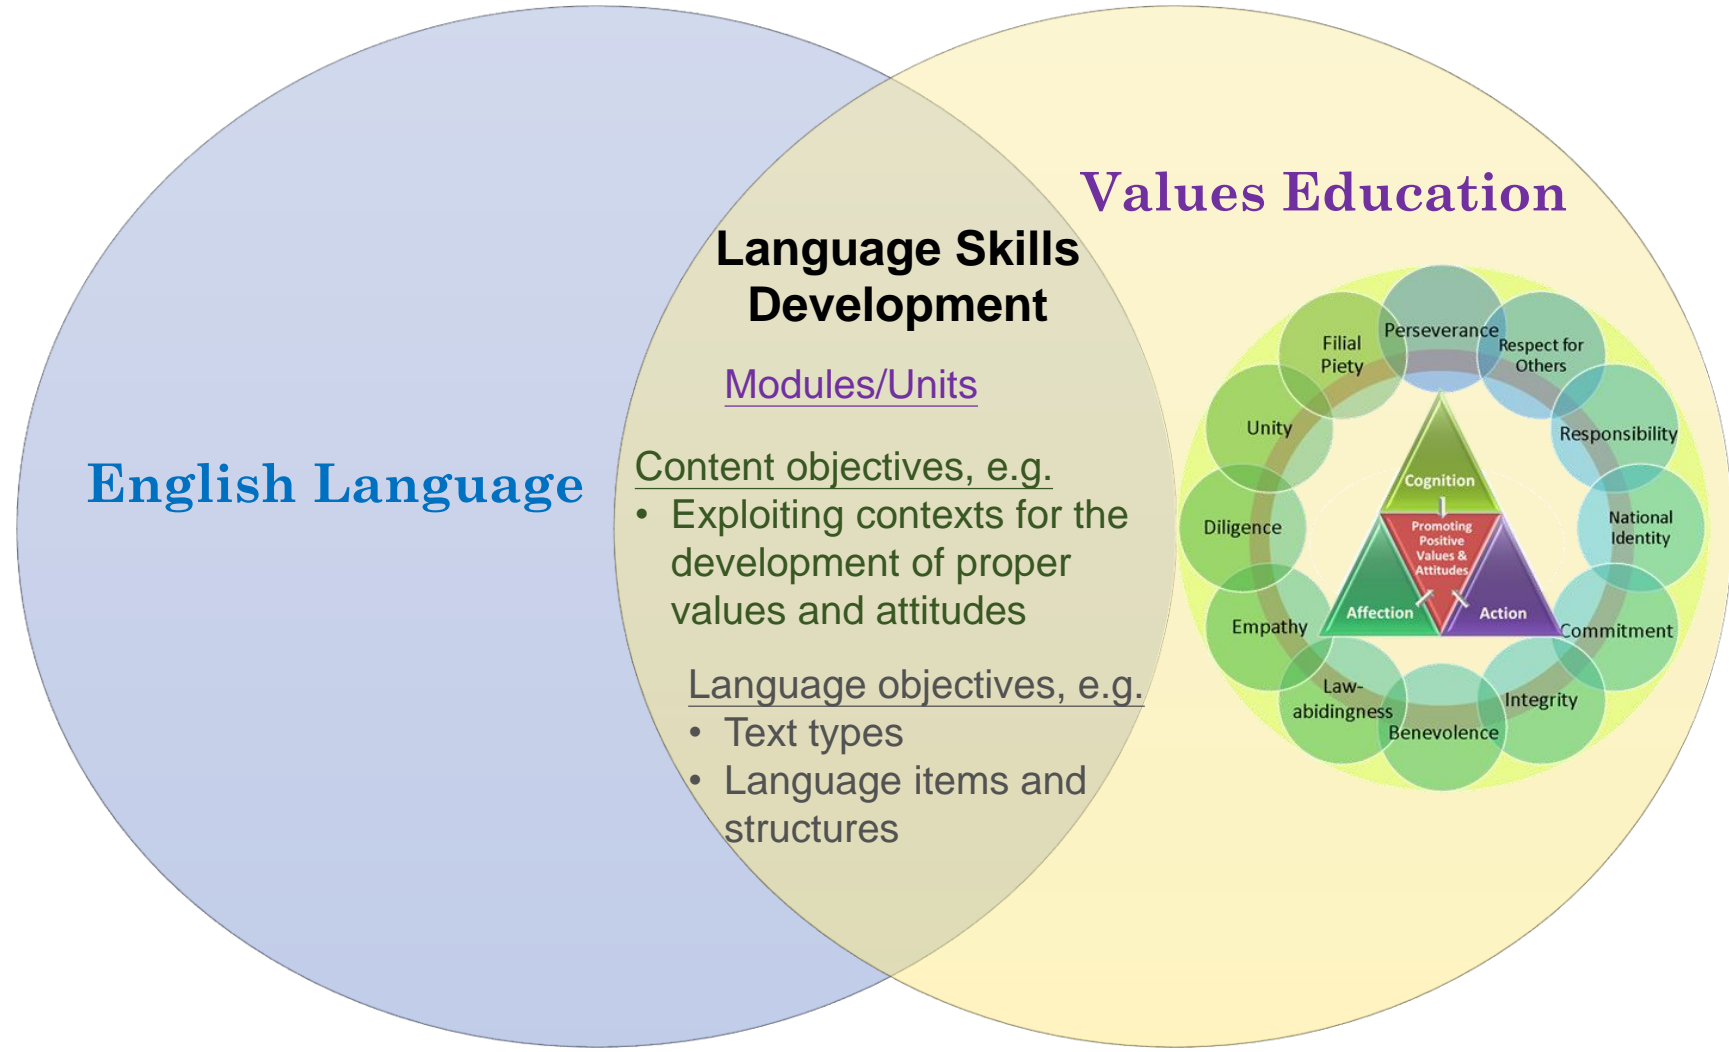 English Language
Language Skills
Development
Modules/Units
Content objectives, e.g.
• Exploiting contexts for the
development of proper
values and attitudes
Language objectives, e.g.
• Text types
• Language items and
structures
Values Education
Perseverance
Respect for
Others
Responsibility
National
Identity
Commitment
Integrity
Benevolence
Law-
abidingness
Empathy
Diligence
Unity
Filial
Piety
Cognition
Promoting
Positive
Values &
Attitudes
Affection
Action